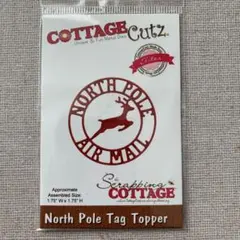 COTTAGE Cutz®
Elites
NORTH POLE
AIR MAIL
Approximate
Assembled Size:
1.75" W x 1.75" H
the
Scrapping
COTTAGE
North Pole Tag Topper